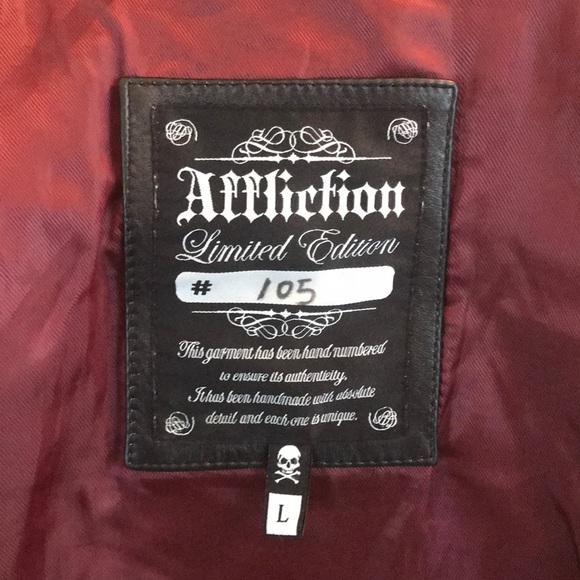 Affliction
Limited Edition
# 105
This garment has been hand numbered
to ensure its authenticity,
It has been handmade with absolute
detail and each one is unique.
L